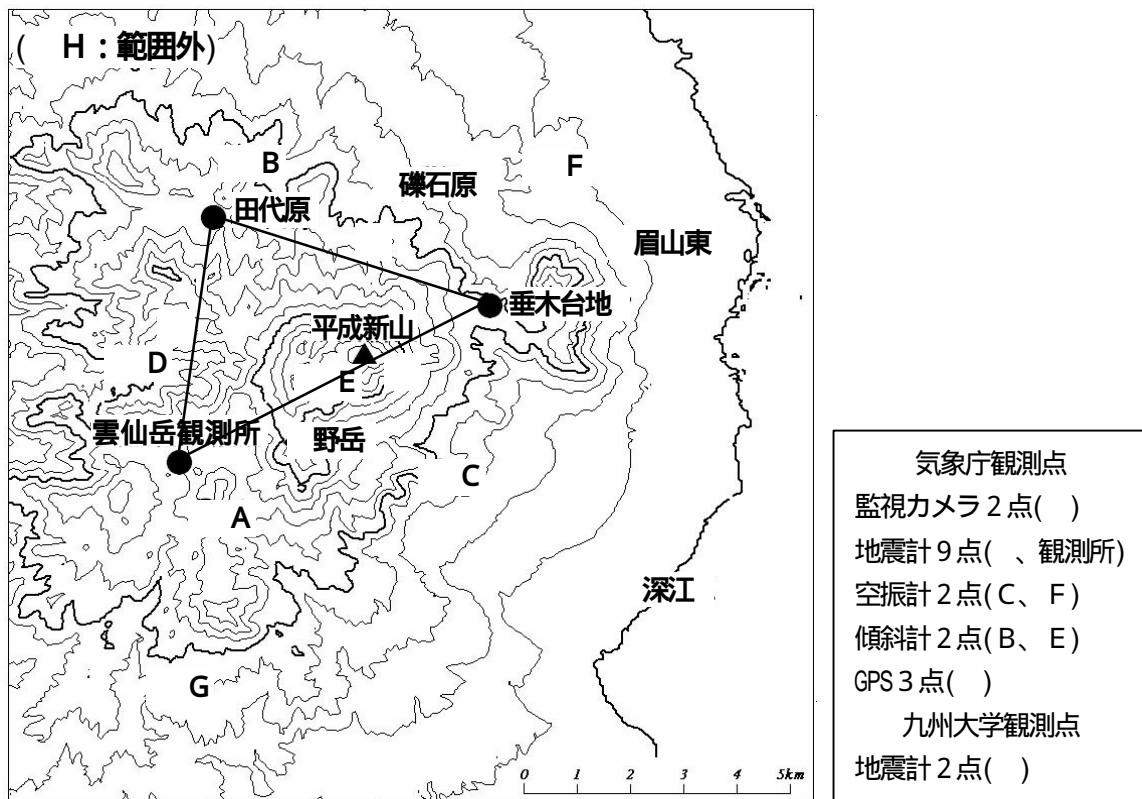 (　H：範囲外)
B
F
礫石原
田代原
眉山東
垂木台地
平成新山
D
E
雲仙岳観測所
野岳
C
A
深江
G
0 1 2 3 4 5km
気象庁観測点
監視カメラ２点(　)
地震計９点(　、観測所)
空振計２点(Ｃ、Ｆ)
傾斜計２点(Ｂ、Ｅ)
GPS３点(　)
九州大学観測点
地震計２点(　)